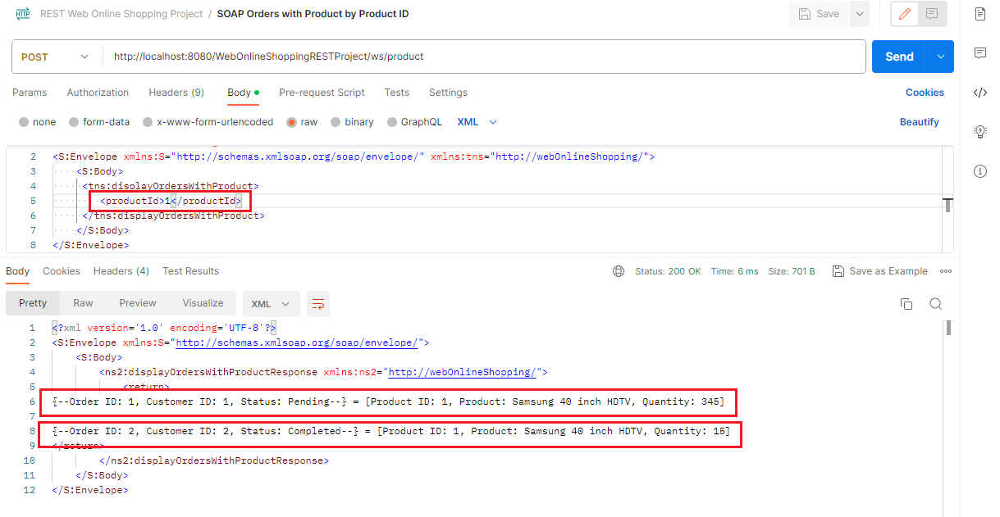 HTTP REST Web Online Shopping Project / SOAP Orders with Product by Product ID Save
POST http://localhost:8080/WebOnlineShoppingRESTProject/ws/product Send
Params Authorization Headers (9) Body Pre-request Script Tests Settings Cookies
none form-data x-www-form-urlencoded raw binary GraphQL XML Beautify
2 <S:Envelope xmlns:S="http://schemas.xmlsoap.org/soap/envelope/" xmlns:tns="http://webOnlineShopping/">
3 <S:Body>
4 <tns:displayOrdersWithProduct>
5 <productId>1</productId>
6 </tns:displayOrdersWithProduct>
7 </S:Body>
8 </S:Envelope>
Body Cookies Headers (4) Test Results Status: 200 OK Time: 6 ms Size: 701 B Save as Example
Pretty Raw Preview Visualize XML
1 <?xml version='1.0' encoding='UTF-8'?>
2 <S:Envelope xmlns:S="http://schemas.xmlsoap.org/soap/envelope/">
3 <S:Body>
4 <ns2:displayOrdersWithProductResponse xmlns:ns2="http://webOnlineShopping/">
5 <return>
6 {--Order ID: 1, Customer ID: 1, Status: Pending--} = [Product ID: 1, Product: Samsung 40 inch HDTV, Quantity: 345]
7
8 {--Order ID: 2, Customer ID: 2, Status: Completed--} = [Product ID: 1, Product: Samsung 40 inch HDTV, Quantity: 15]
9 </return>
10 </ns2:displayOrdersWithProductResponse>
11 </S:Body>
12 </S:Envelope>